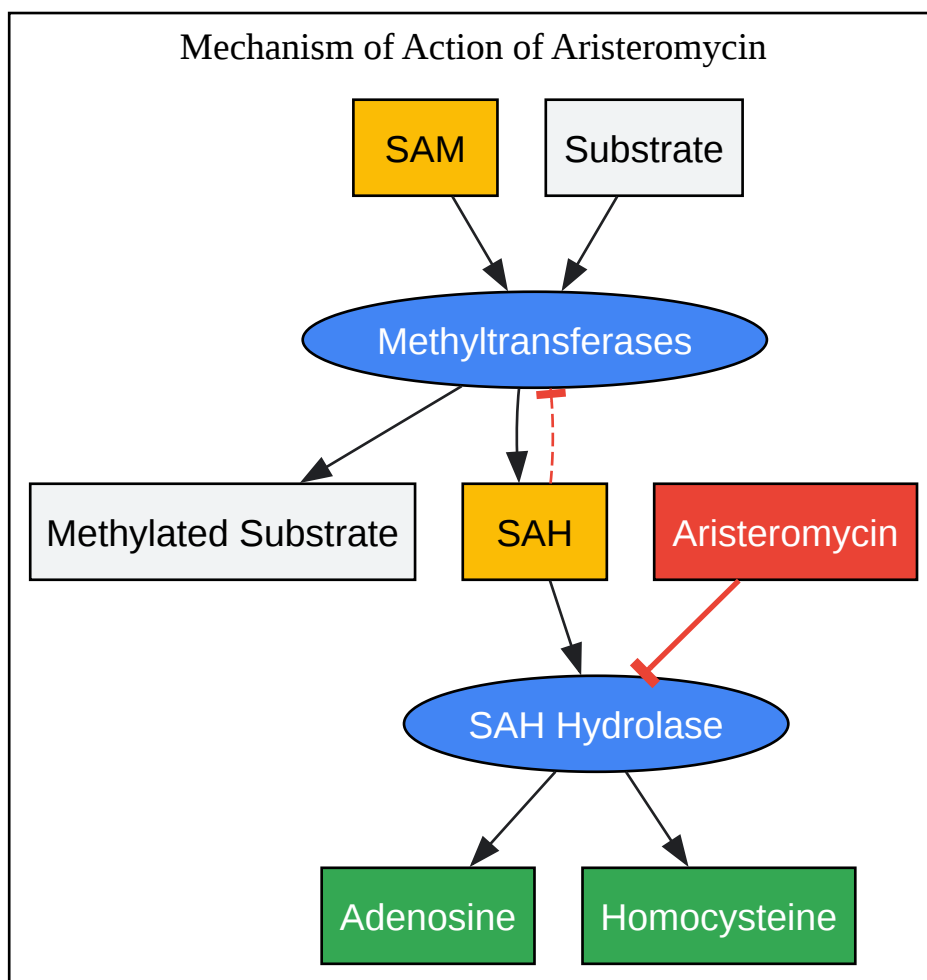 Mechanism of Action of Aristeromycin
SAM
Substrate
Methyltransferases
Methylated Substrate
SAH
Aristeromycin
SAH Hydrolase
Adenosine
Homocysteine